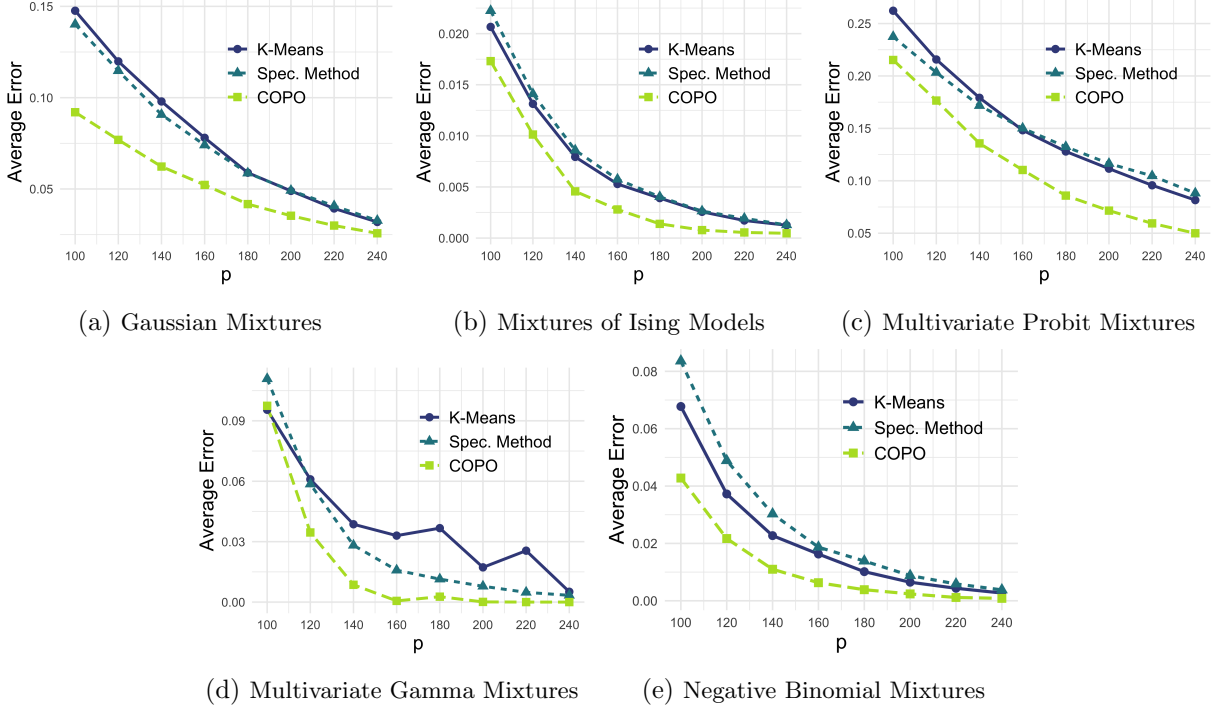 Average Error
0.15
0.10
0.05
K-Means
Spec. Method
COPO
100 120 140 160 180 200 220 240
p
(a) Gaussian Mixtures
Average Error
0.020
0.015
0.010
0.005
0.000
K-Means
Spec. Method
COPO
100 120 140 160 180 200 220 240
p
(b) Mixtures of Ising Models
Average Error
0.25
0.20
0.15
0.10
0.05
K-Means
Spec. Method
COPO
100 120 140 160 180 200 220 240
p
(c) Multivariate Probit Mixtures
Average Error
0.09
0.06
0.03
0.00
K-Means
Spec. Method
COPO
100 120 140 160 180 200 220 240
p
(d) Multivariate Gamma Mixtures
Average Error
0.08
0.06
0.04
0.02
0.00
K-Means
Spec. Method
COPO
100 120 140 160 180 200 220 240
p
(e) Negative Binomial Mixtures